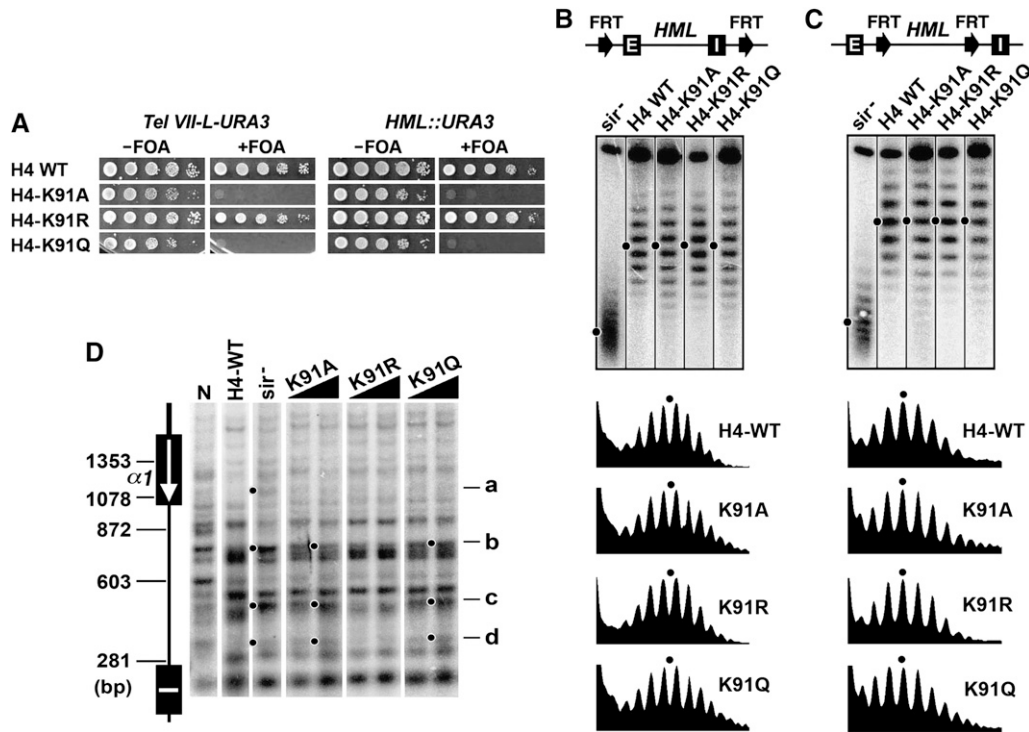 A
Tel VII-L-URA3
HML::URA3
–FOA
+FOA
–FOA
+FOA
H4 WT
H4-K91A
H4-K91R
H4-K91Q
B
FRT
HML
FRT
E
I
sir⁻
H4 WT
H4-K91A
H4-K91R
H4-K91Q
H4-WT
K91A
K91R
K91Q
C
FRT
HML
FRT
E
I
sir⁻
H4 WT
H4-K91A
H4-K91R
H4-K91Q
H4-WT
K91A
K91R
K91Q
D
N
H4-WT
sir⁻
K91A
K91R
K91Q
1353
α1
1078
872
603
281
(bp)
a
b
c
d